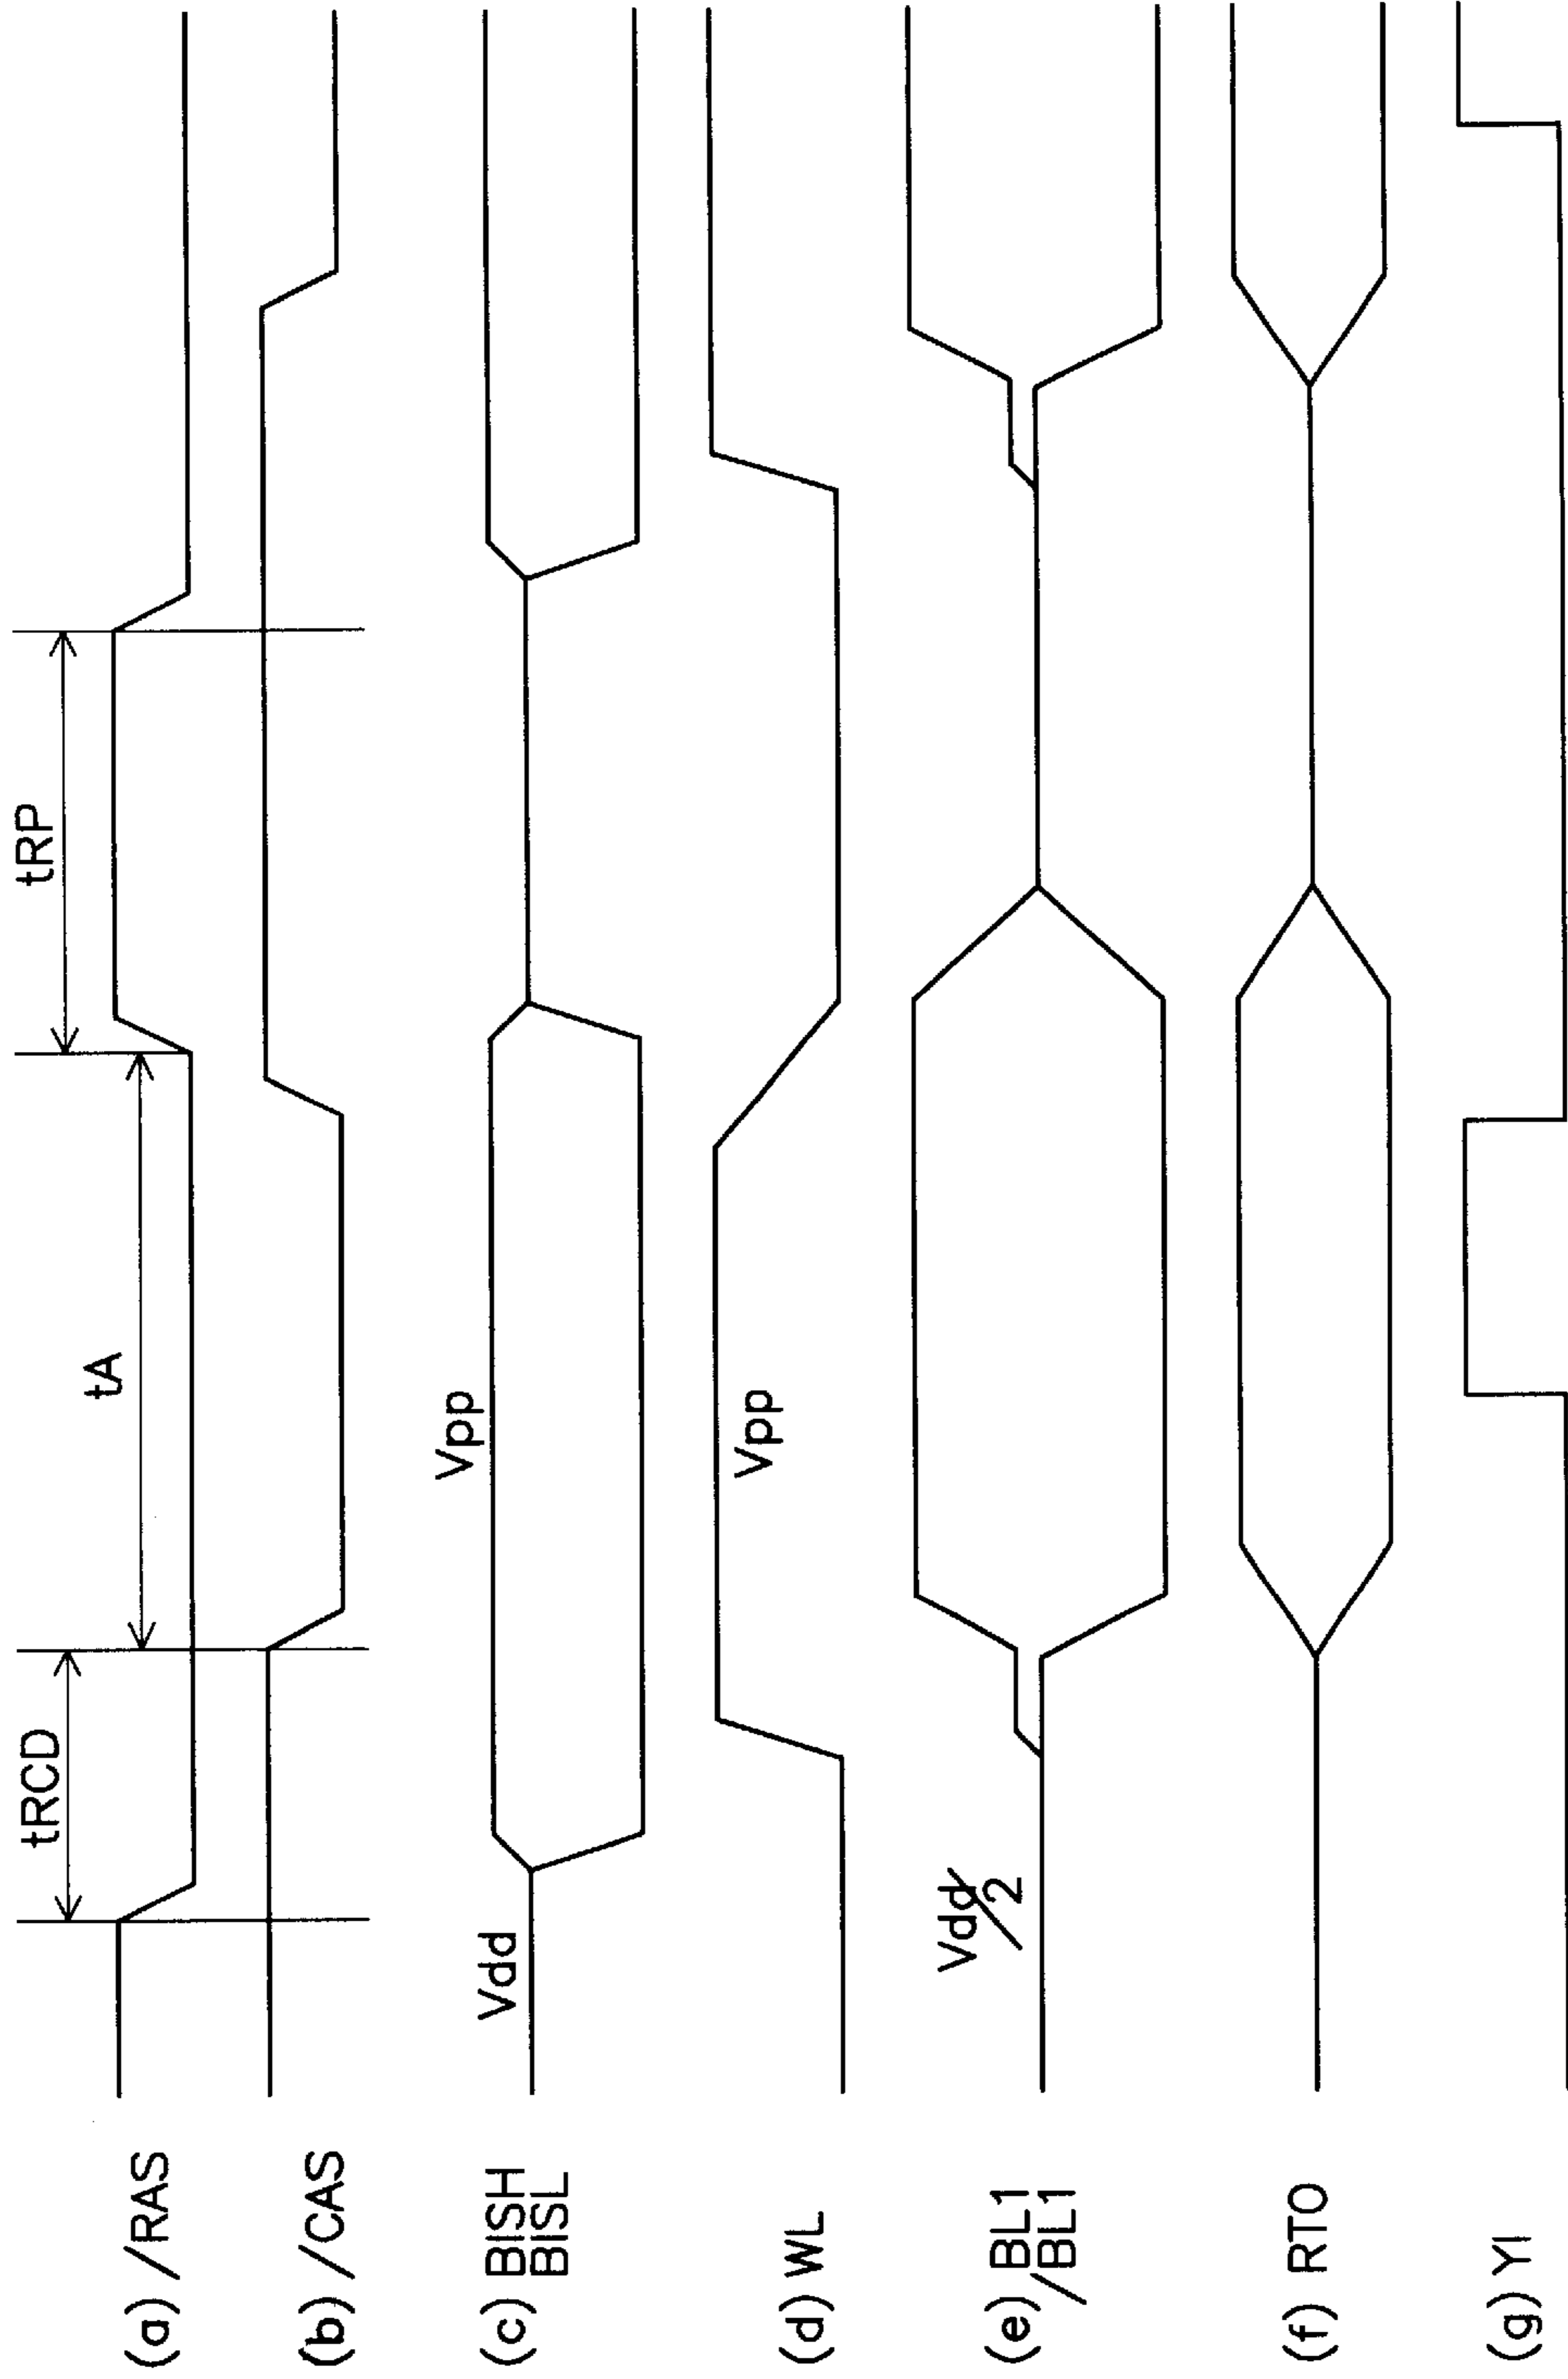 tRCD
tA
tRP
(a) /RAS
(b) /CAS
Vpp
Vdd
(c) BISH
BISL
Vpp
(d) WL
Vdd/2
(e) BL1
/BL1
(f) RTO
(g) YI